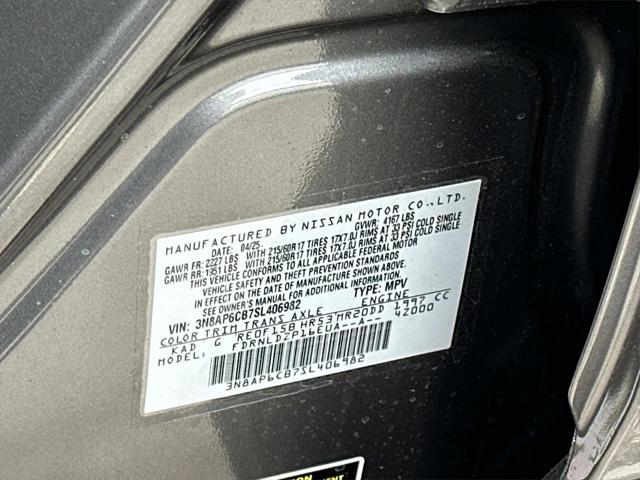 MANUFACTURED BY NISSAN MOTOR CO.,LTD.
DATE: 04/25 GVWR: 4167 LBS
GAWR FR: 2227 LBS WITH 215/60R17 TIRES 17X7.0J RIMS AT 33 PSI COLD SINGLE
GAWR RR: 1951 LBS WITH 215/60R17 TIRES 17X7.0J RIMS AT 33 PSI COLD SINGLE
THIS VEHICLE CONFORMS TO ALL APPLICABLE FEDERAL MOTOR
VEHICLE SAFETY AND THEFT PREVENTION STANDARDS
IN EFFECT ON THE DATE OF MANUFACTURE SHOWN ABOVE.
SEE OWNER'S MANUAL FOR ADDITIONAL INFORMATION.
VIN: 3N8AP6CB7SL406982 TYPE: MPV
COLOR TRIM TRANS AXLE ENGINE
KAD G RE0F15B HR53 MR20DD 1997 CC
FDRNLDZP16EUA--A-- 42000
3N8AP6CB7SL406982